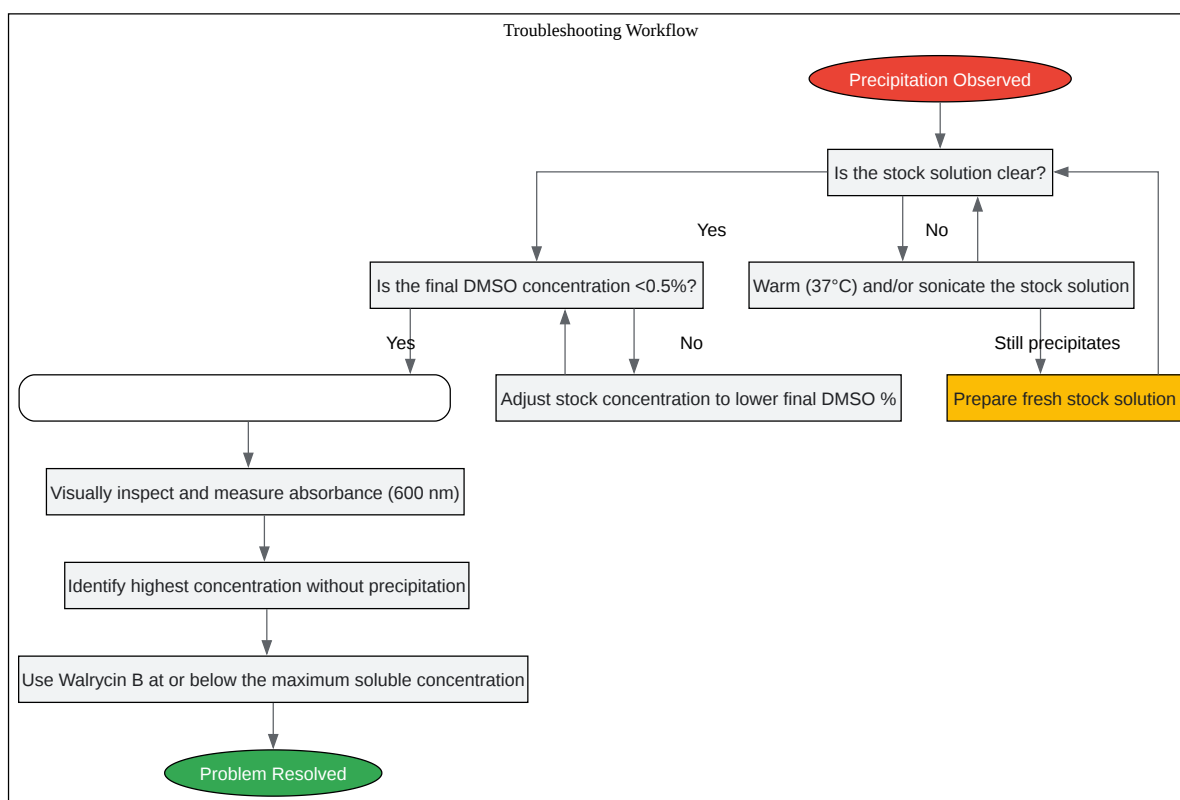 Troubleshooting Workflow
Precipitation Observed
Is the stock solution clear?
Yes
No
Is the final DMSO concentration <0.5%?
Warm (37°C) and/or sonicate the stock solution
Yes
No
Still precipitates
Adjust stock concentration to lower final DMSO %
Prepare fresh stock solution
Visually inspect and measure absorbance (600 nm)
Identify highest concentration without precipitation
Use Walrycin B at or below the maximum soluble concentration
Problem Resolved